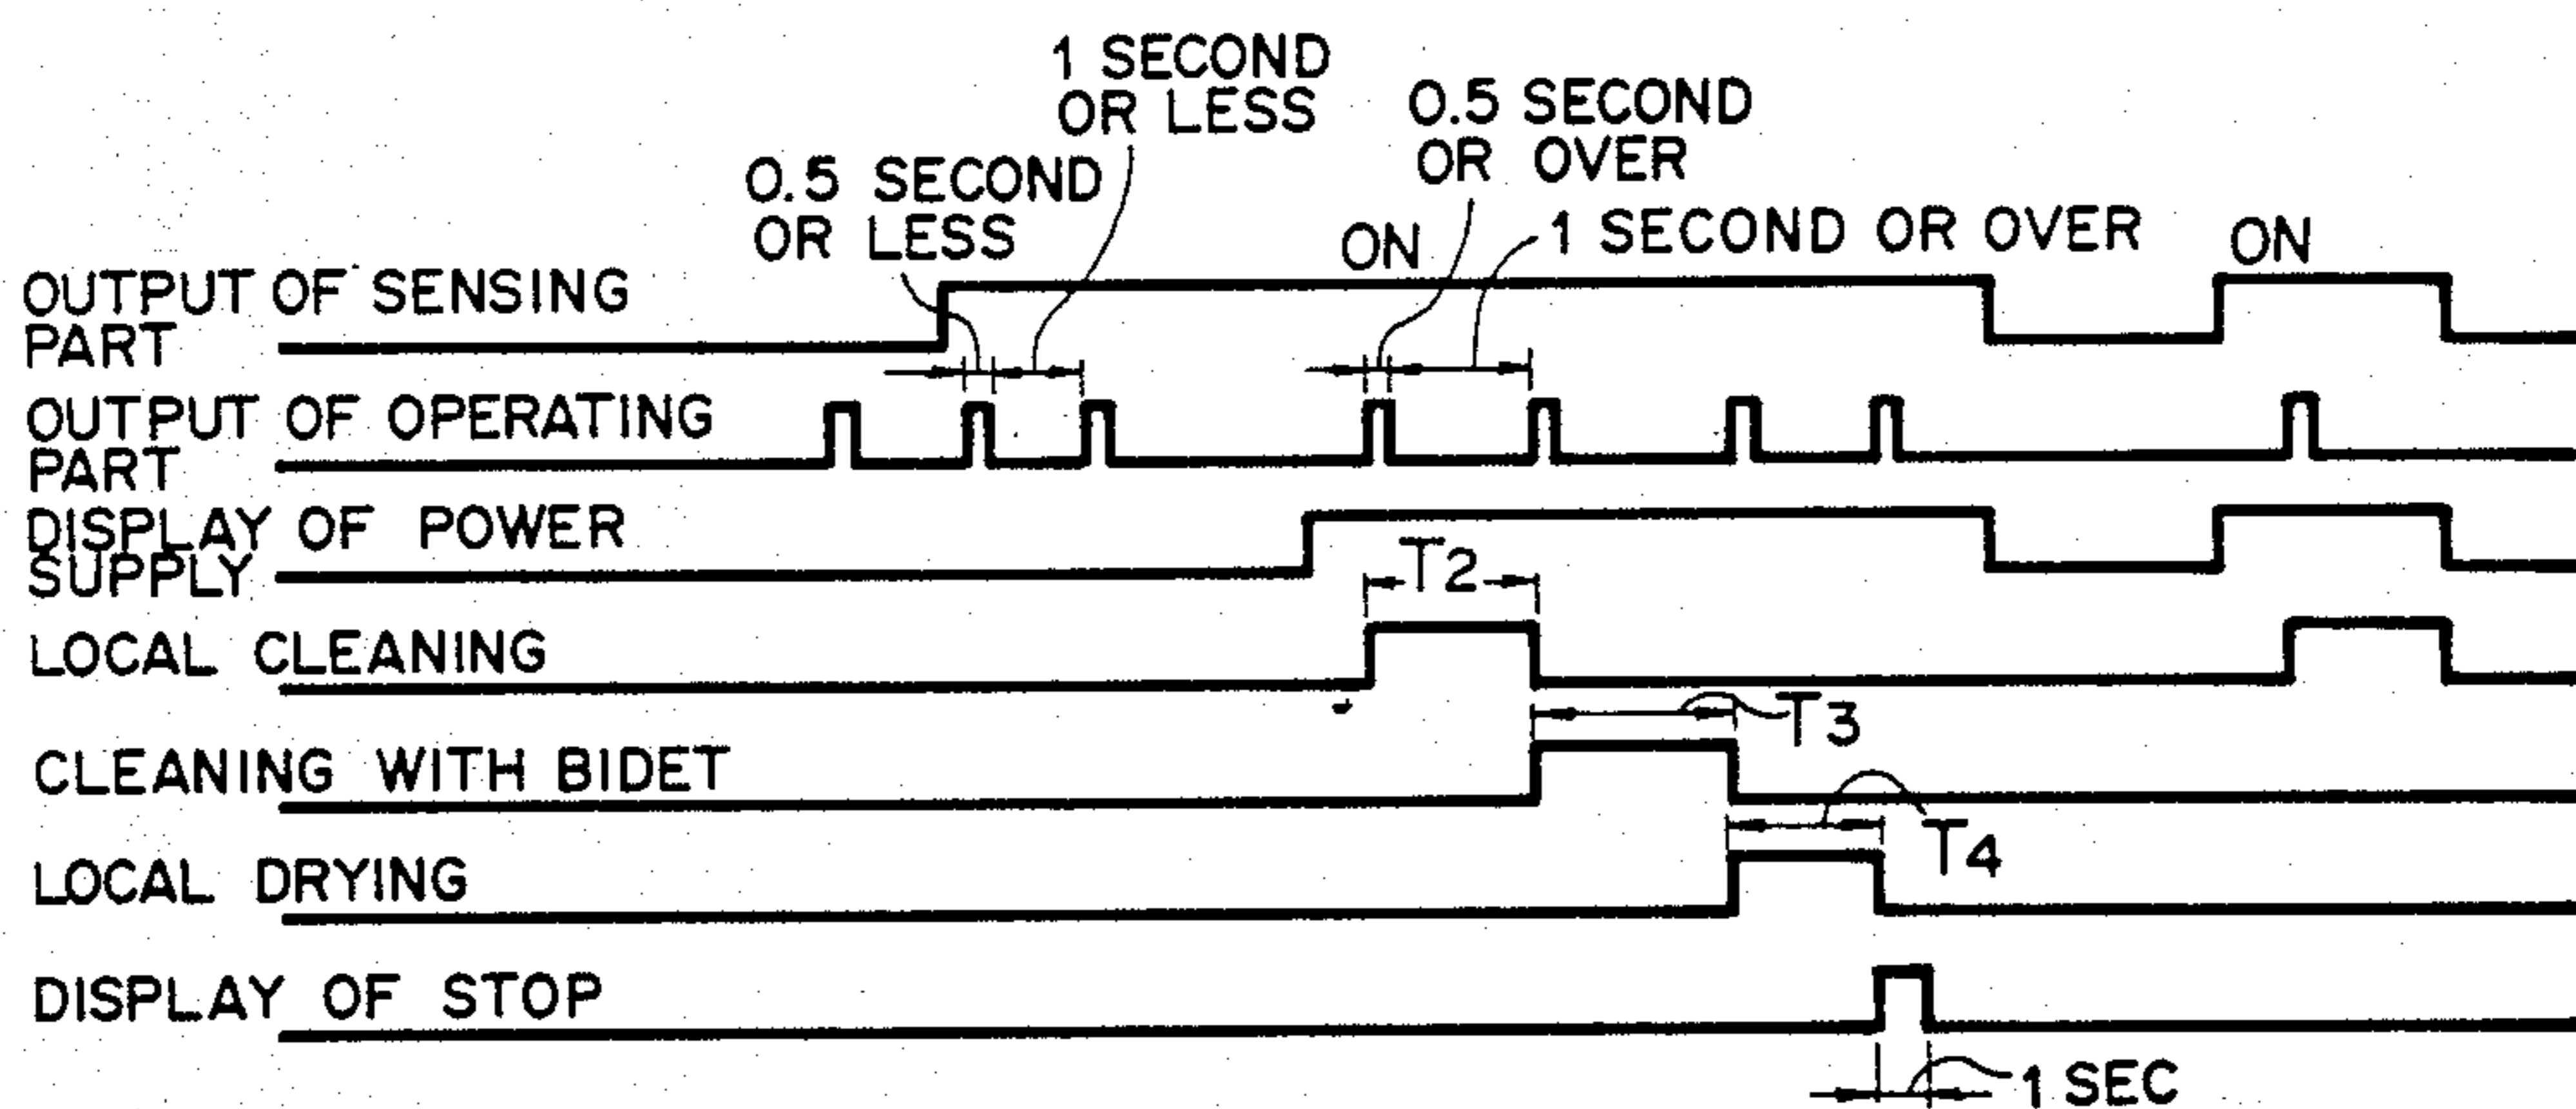 1 SECOND
OR LESS
0.5 SECOND
OR OVER
0.5 SECOND
OR LESS
ON
1 SECOND OR OVER
ON
OUTPUT OF SENSING
PART
OUTPUT OF OPERATING
PART
DISPLAY OF POWER
SUPPLY
T2
LOCAL CLEANING
T3
CLEANING WITH BIDET
T4
LOCAL DRYING
DISPLAY OF STOP
1 SEC